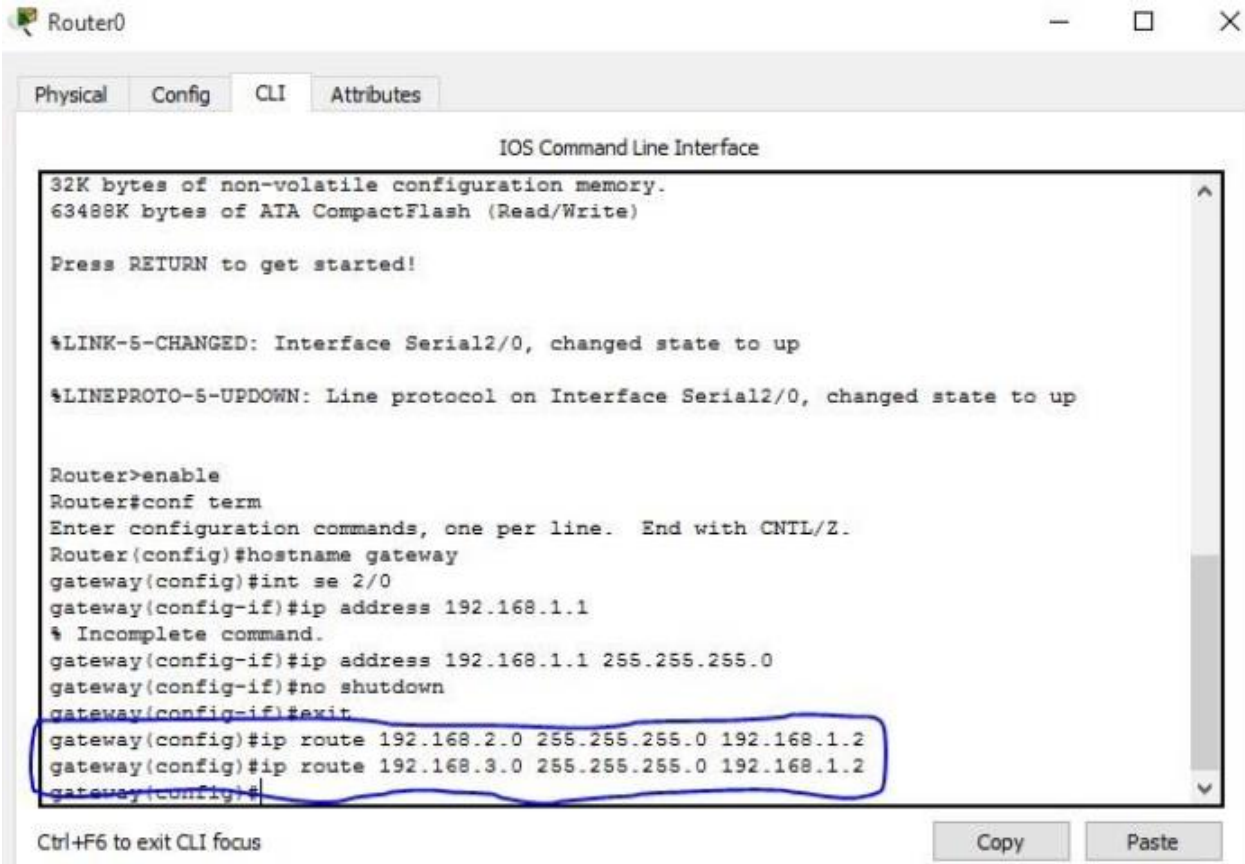 Router0
Physical Config CLI Attributes
IOS Command Line Interface
32K bytes of non-volatile configuration memory.
63488K bytes of ATA CompactFlash (Read/Write)
Press RETURN to get started!
%LINK-5-CHANGED: Interface Serial2/0, changed state to up
%LINEPROTO-5-UPDOWN: Line protocol on Interface Serial2/0, changed state to up
Router>enable
Router#conf term
Enter configuration commands, one per line.  End with CNTL/Z.
Router(config)#hostname gateway
gateway(config)#int se 2/0
gateway(config-if)#ip address 192.168.1.1
% Incomplete command.
gateway(config-if)#ip address 192.168.1.1 255.255.255.0
gateway(config-if)#no shutdown
gateway(config-if)#exit
gateway(config)#ip route 192.168.2.0 255.255.255.0 192.168.1.2
gateway(config)#ip route 192.168.3.0 255.255.255.0 192.168.1.2
gateway(config)#
Ctrl+F6 to exit CLI focus Copy Paste